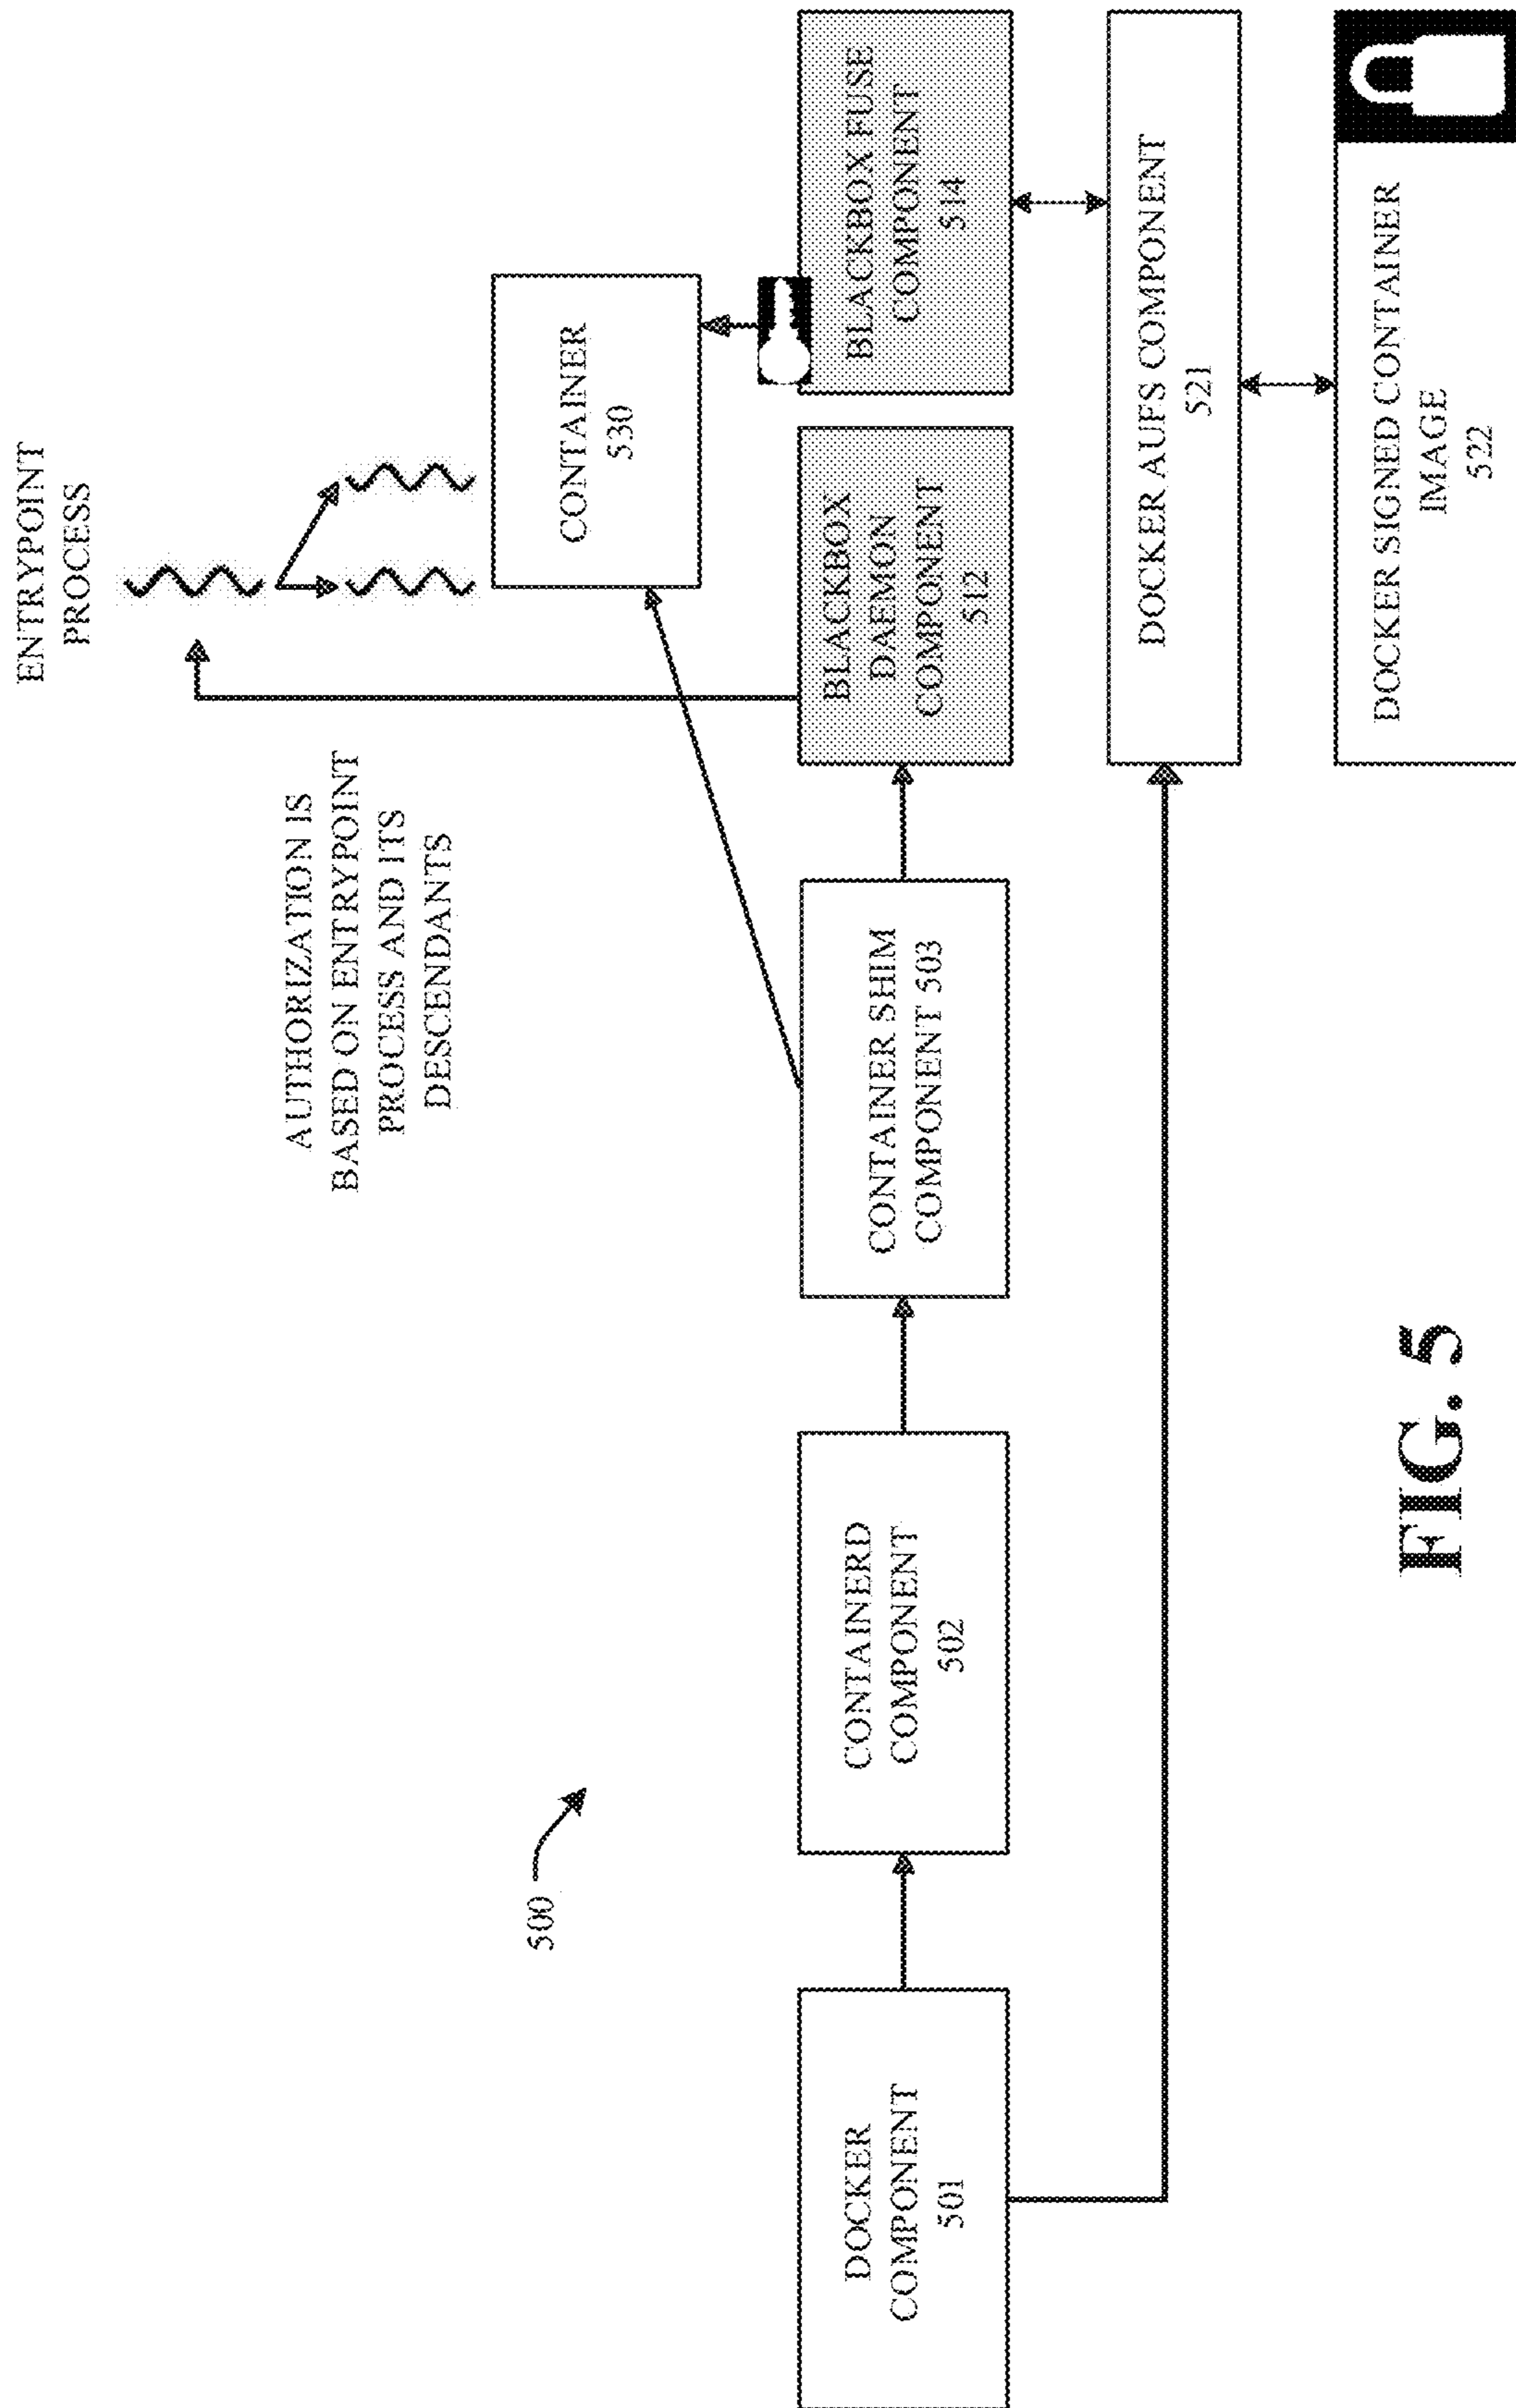 ENTRYPOINT
PROCESS
AUTHORIZATION IS
BASED ON ENTRYPOINT
PROCESS AND ITS
DESCENDANTS
500
CONTAINER
530
DOCKER
COMPONENT
501
CONTAINERD
COMPONENT
502
CONTAINER SHIM
COMPONENT 503
BLACKBOX
DAEMON
COMPONENT
512
BLACKBOX FUSE
COMPONENT
514
DOCKER AUFS COMPONENT
521
DOCKER SIGNED CONTAINER
IMAGE
522
FIG. 5